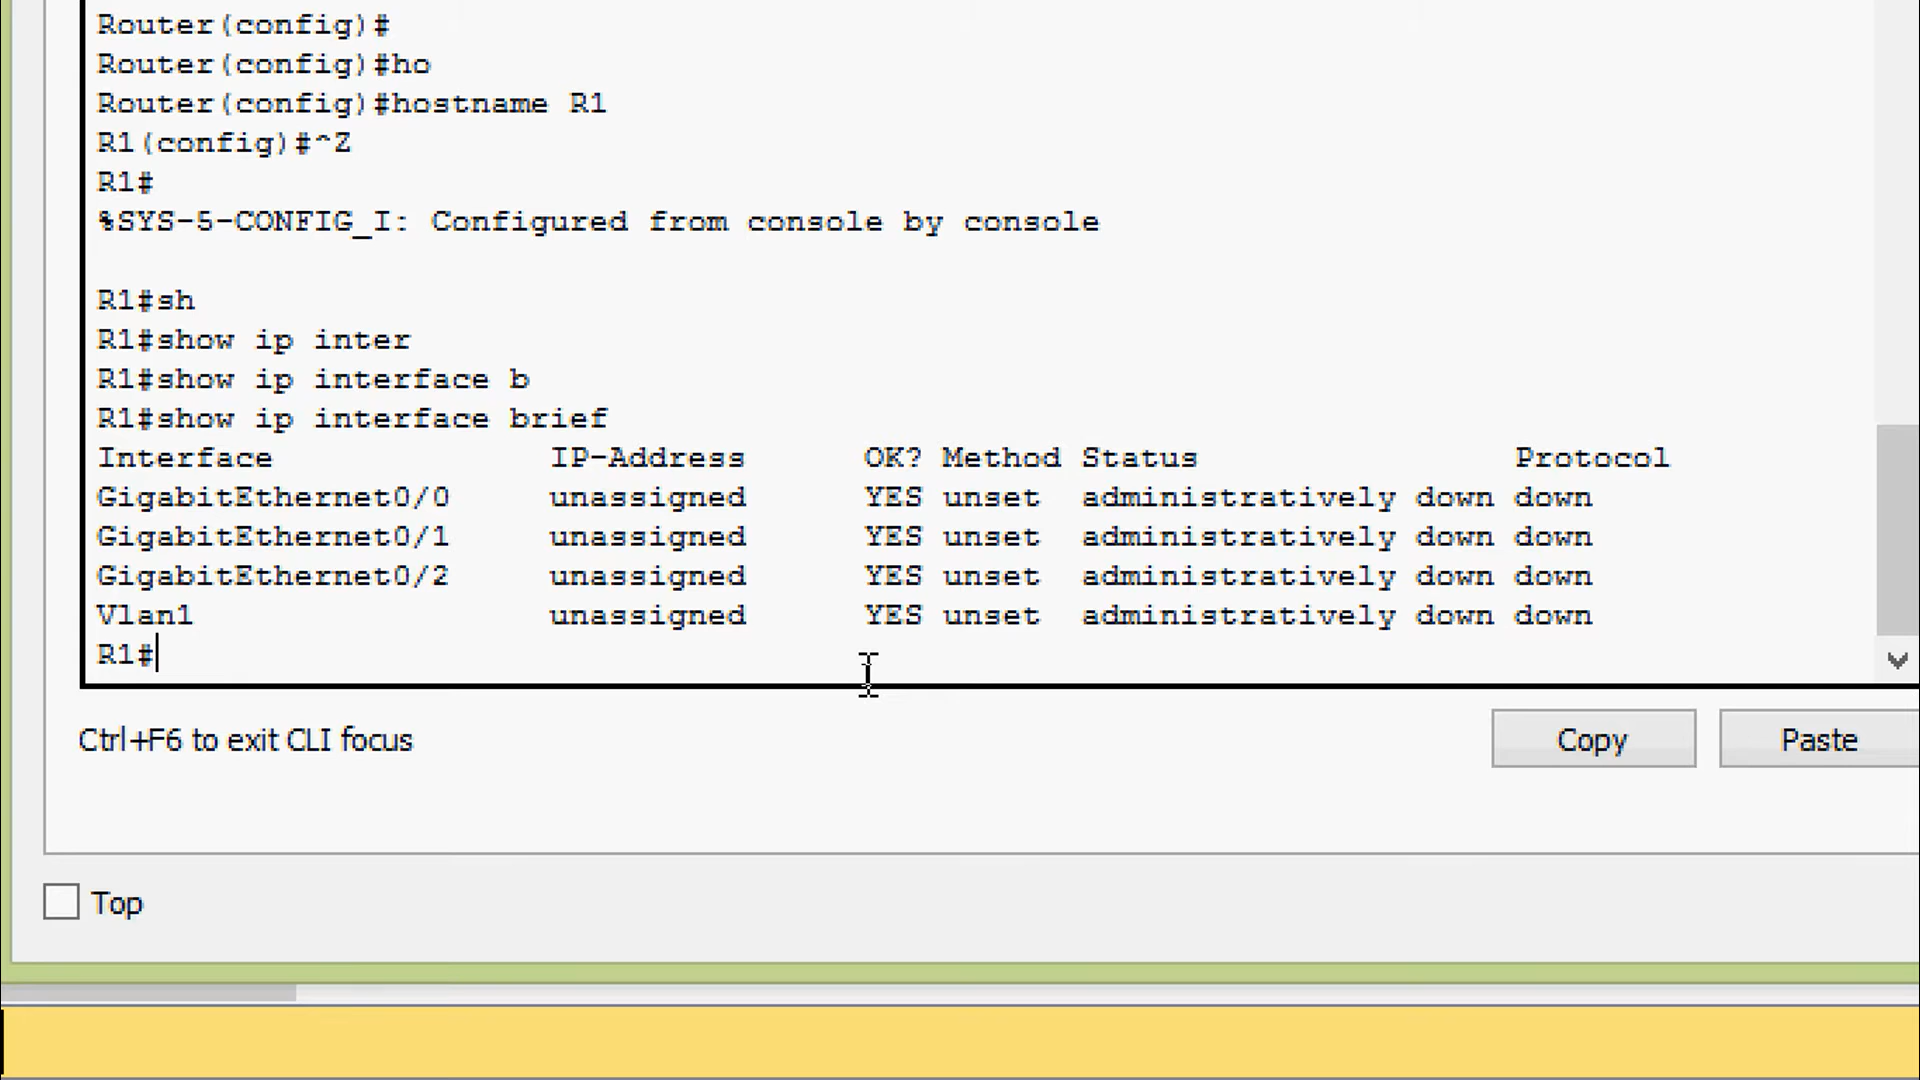 Router(config)#
Router(config)#ho
Router(config)#hostname R1
R1(config)#^Z
R1#
%SYS-5-CONFIG_I: Configured from console by console
R1#sh
R1#show ip inter
R1#show ip interface b
R1#show ip interface brief
Interface IP-Address OK? Method Status Protocol
GigabitEthernet0/0 unassigned YES unset administratively down down
GigabitEthernet0/1 unassigned YES unset administratively down down
GigabitEthernet0/2 unassigned YES unset administratively down down
Vlan1 unassigned YES unset administratively down down
R1#
Ctrl+F6 to exit CLI focus
Copy
Paste
Top